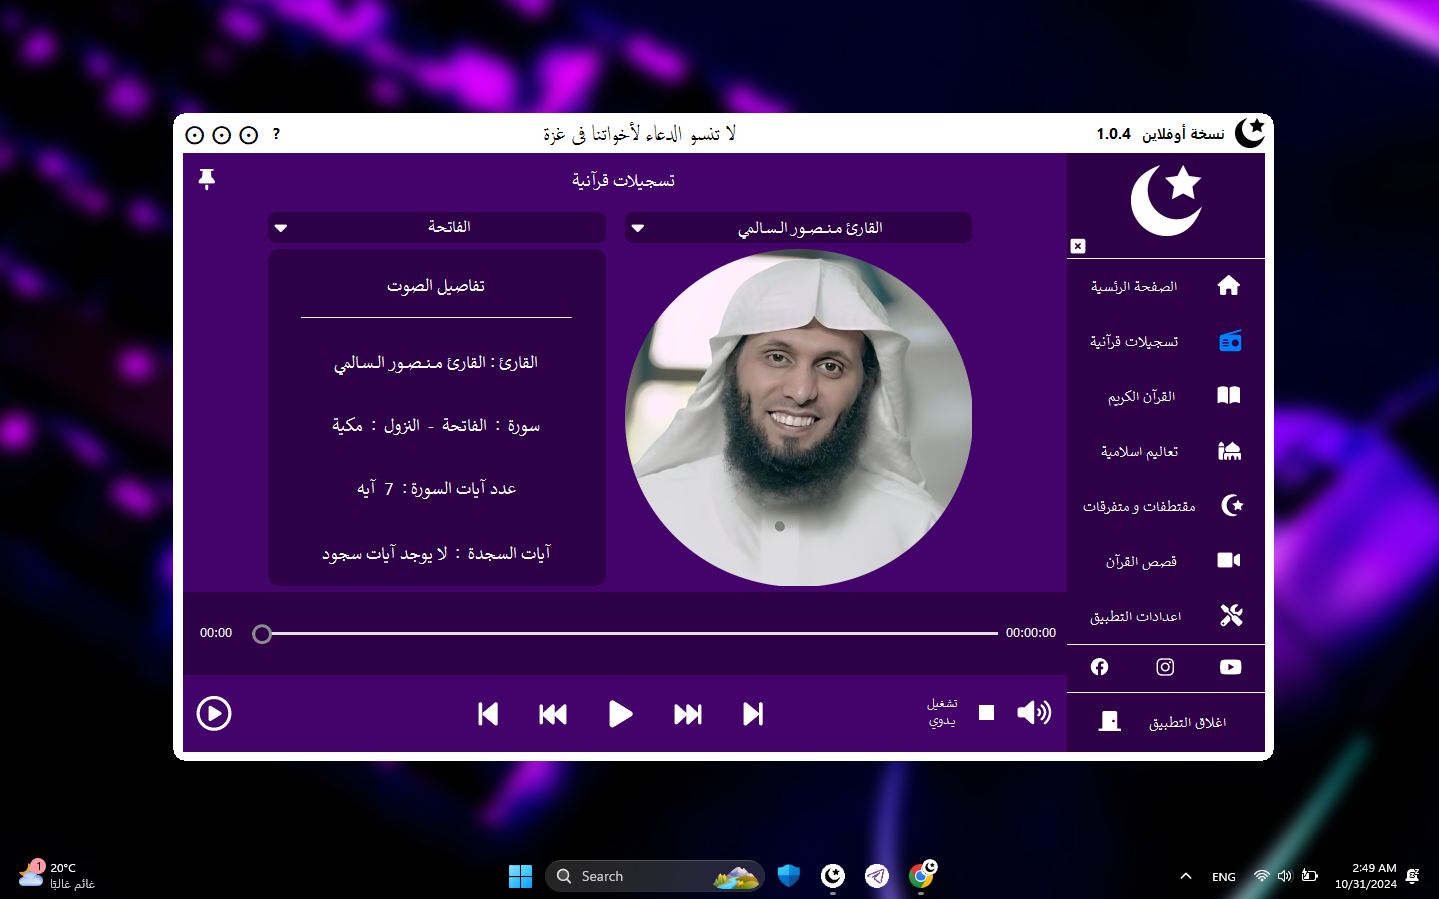 نسخة أوفلاين 1.0.4
لا تنسو الدعاء لأخواتنا في غزة
?
تسجيلات قرآنية
القارئ منصور السالمي
الفاتحة
تفاصيل الصوت
القارئ : القارئ منصور السالمي
سورة : الفاتحة - النزول : مكية
عدد آيات السورة : 7 آيه
آيات السجدة : لا يوجد آيات سجود
الصفحة الرئسية
تسجيلات قرآنية
القرآن الكريم
تعاليم اسلامية
مقتطفات و متفرقات
قصص القرآن
اعدادات التطبيق
اغلاق التطبيق
00:00
00:00:00
تشغيل
يدوي
1
20°C
غائم غالبًا
Search
ENG
2:49 AM
10/31/2024